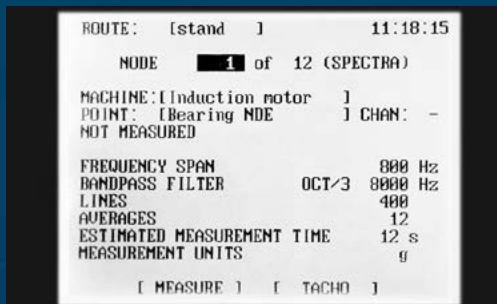 ROUTE: [stand ] 11:18:15
NODE 1 of 12 (SPECTRA)
MACHINE:[Induction motor ]
POINT: [Bearing NDE ] CHAN: -
NOT MEASURED
FREQUENCY SPAN 800 Hz
BANDPASS FILTER OCT/3 8000 Hz
LINES 400
AVERAGES 12
ESTIMATED MEASUREMENT TIME 12 s
MEASUREMENT UNITS g
[ MEASURE ] [ TACHO ]